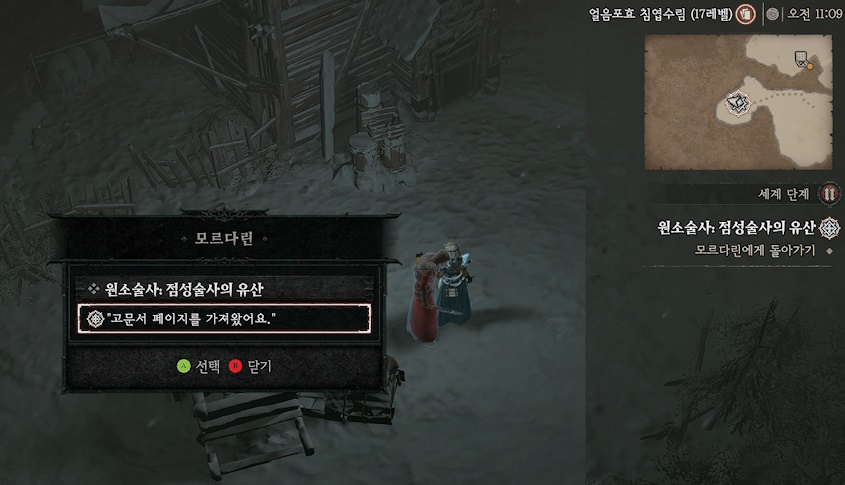 얼음포효 침엽수림 (17레벨) 오전 11:09
세계 단계 II
원소술사: 점성술사의 유산
모르다린에게 돌아가기
모르다린
원소술사: 점성술사의 유산
"고문서 페이지를 가져왔어요."
A 선택 B 닫기